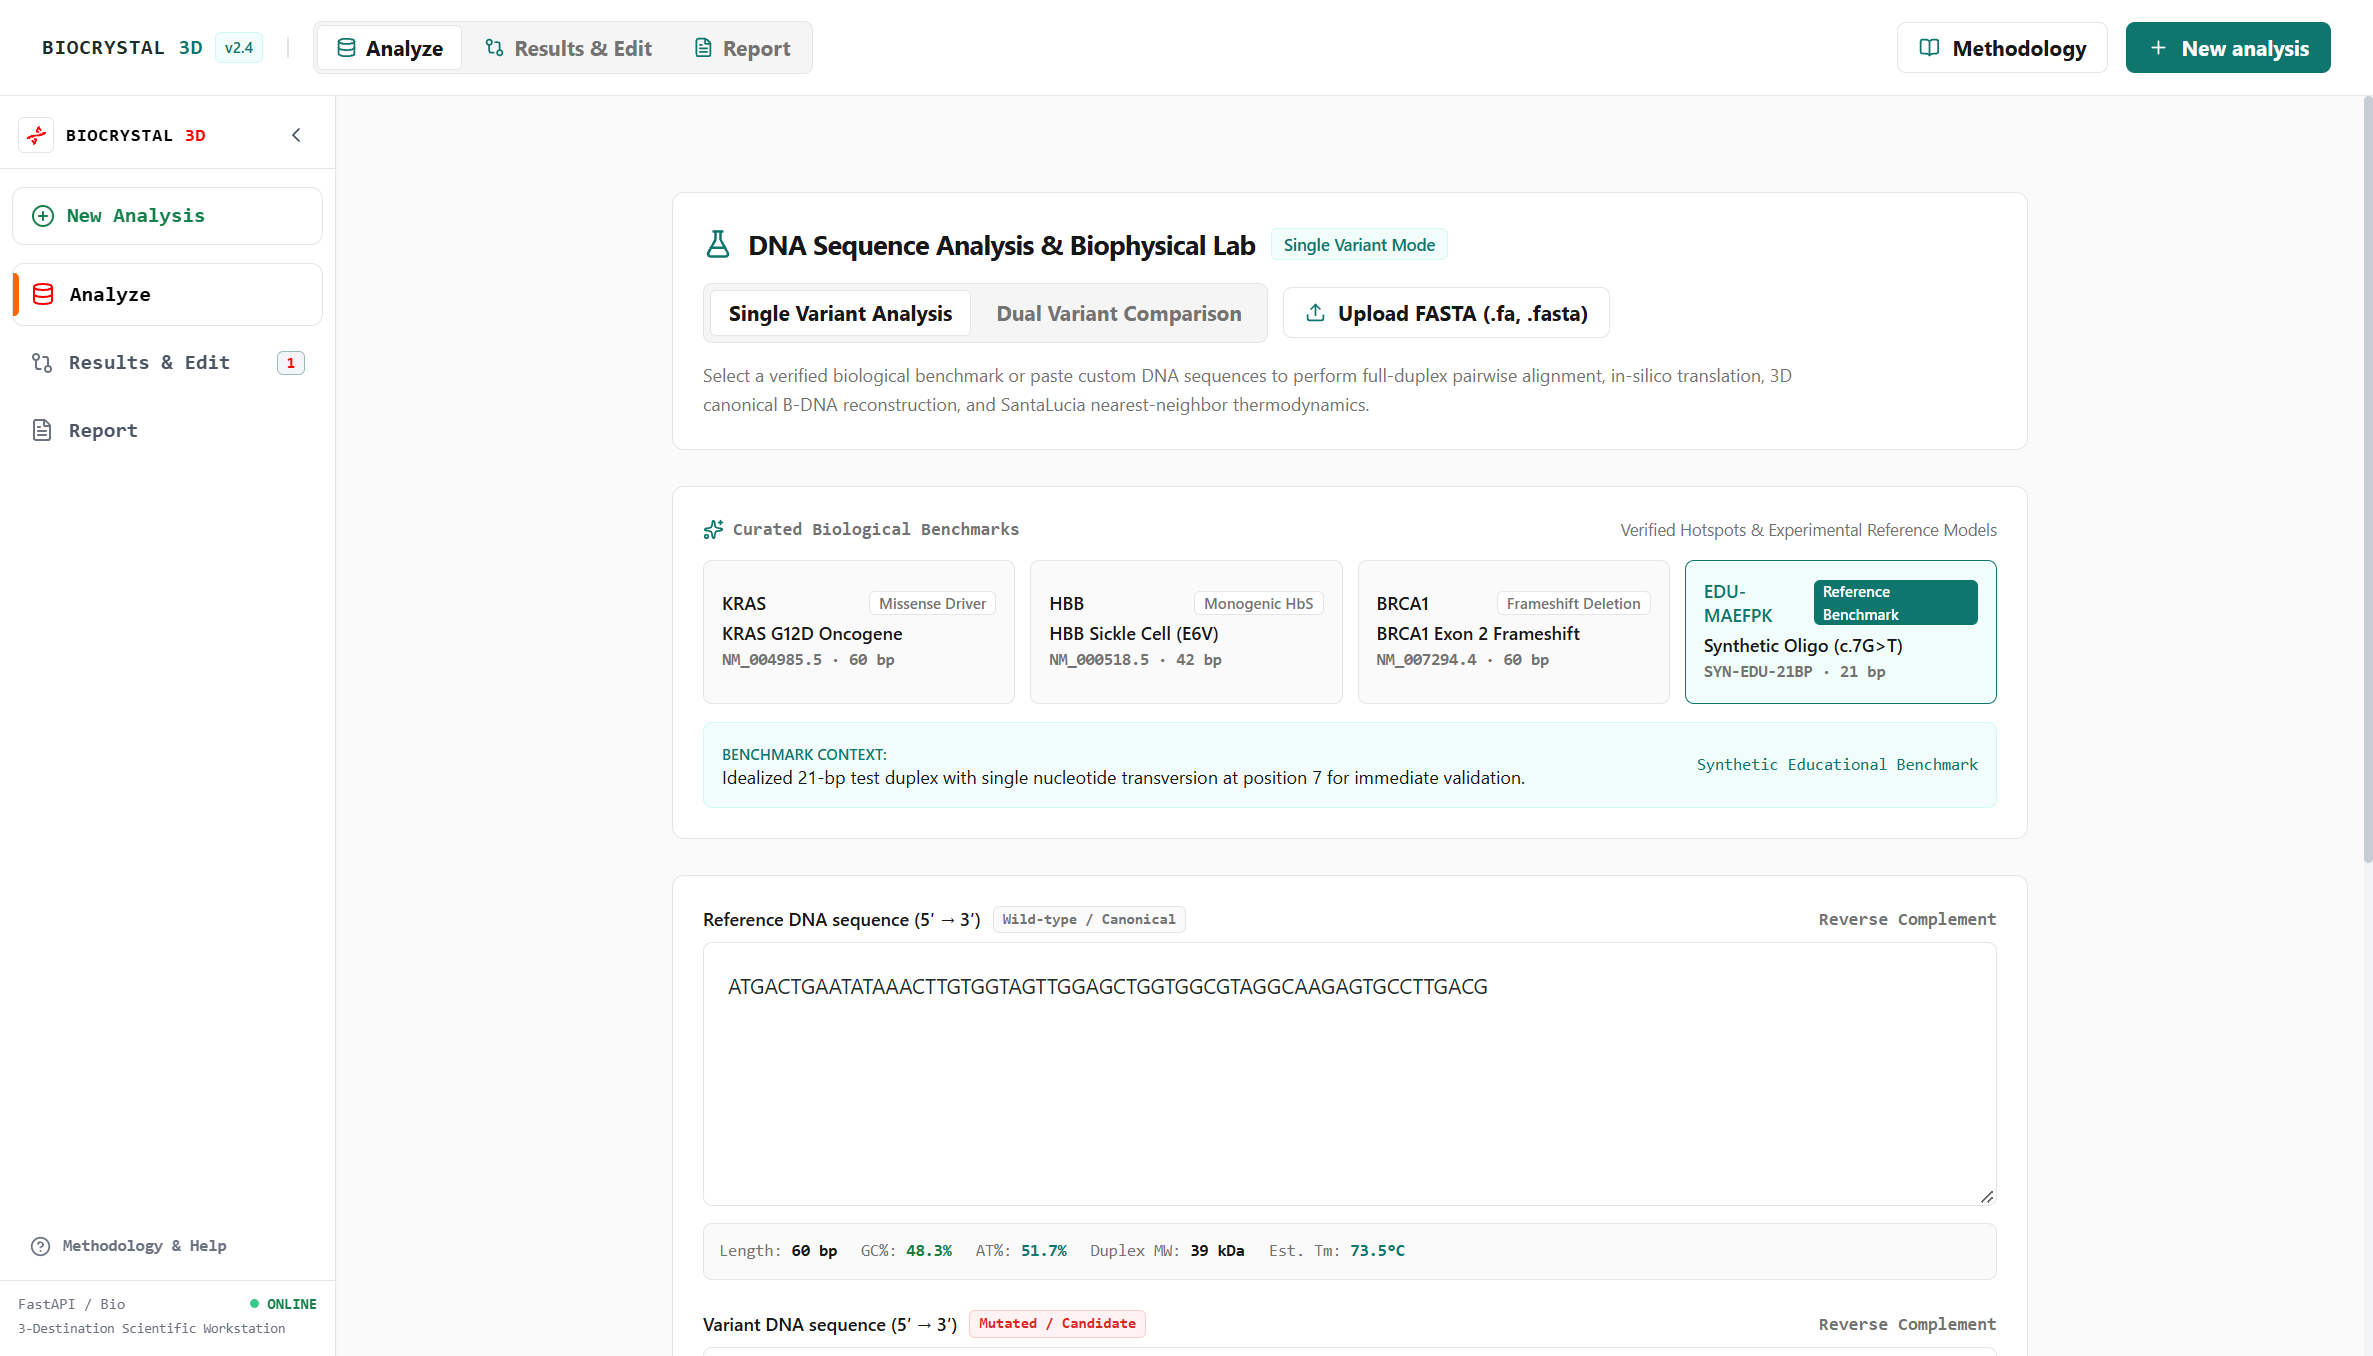 BIOCRYSTAL 3D v2.4
Analyze
Results & Edit
Report
Methodology
New analysis
BIOCRYSTAL 3D
New Analysis
Analyze
Results & Edit 1
Report
Methodology & Help
FastAPI / Bio
ONLINE
3-Destination Scientific Workstation
DNA Sequence Analysis & Biophysical Lab
Single Variant Mode
Single Variant Analysis
Dual Variant Comparison
Upload FASTA (.fa, .fasta)
Select a verified biological benchmark or paste custom DNA sequences to perform full-duplex pairwise alignment, in-silico translation, 3D
canonical B-DNA reconstruction, and SantaLucia nearest-neighbor thermodynamics.
Curated Biological Benchmarks
Verified Hotspots & Experimental Reference Models
KRAS
Missense Driver
KRAS G12D Oncogene
NM_004985.5 · 60 bp
HBB
Monogenic HbS
HBB Sickle Cell (E6V)
NM_000518.5 · 42 bp
BRCA1
Frameshift Deletion
BRCA1 Exon 2 Frameshift
NM_007294.4 · 60 bp
EDU-
MAEFPK
Reference
Benchmark
Synthetic Oligo (c.7G>T)
SYN-EDU-21BP · 21 bp
BENCHMARK CONTEXT:
Idealized 21-bp test duplex with single nucleotide transversion at position 7 for immediate validation.
Synthetic Educational Benchmark
Reference DNA sequence (5′ → 3′)
Wild-type / Canonical
Reverse Complement
ATGACTGAATATAAACTTGTGGTAGTTGGAGCTGGTGGCGTAGGCAAGAGTGCCTTGACG
Length: 60 bp GC%: 48.3% AT%: 51.7% Duplex MW: 39 kDa Est. Tm: 73.5°C
Variant DNA sequence (5′ → 3′)
Mutated / Candidate
Reverse Complement